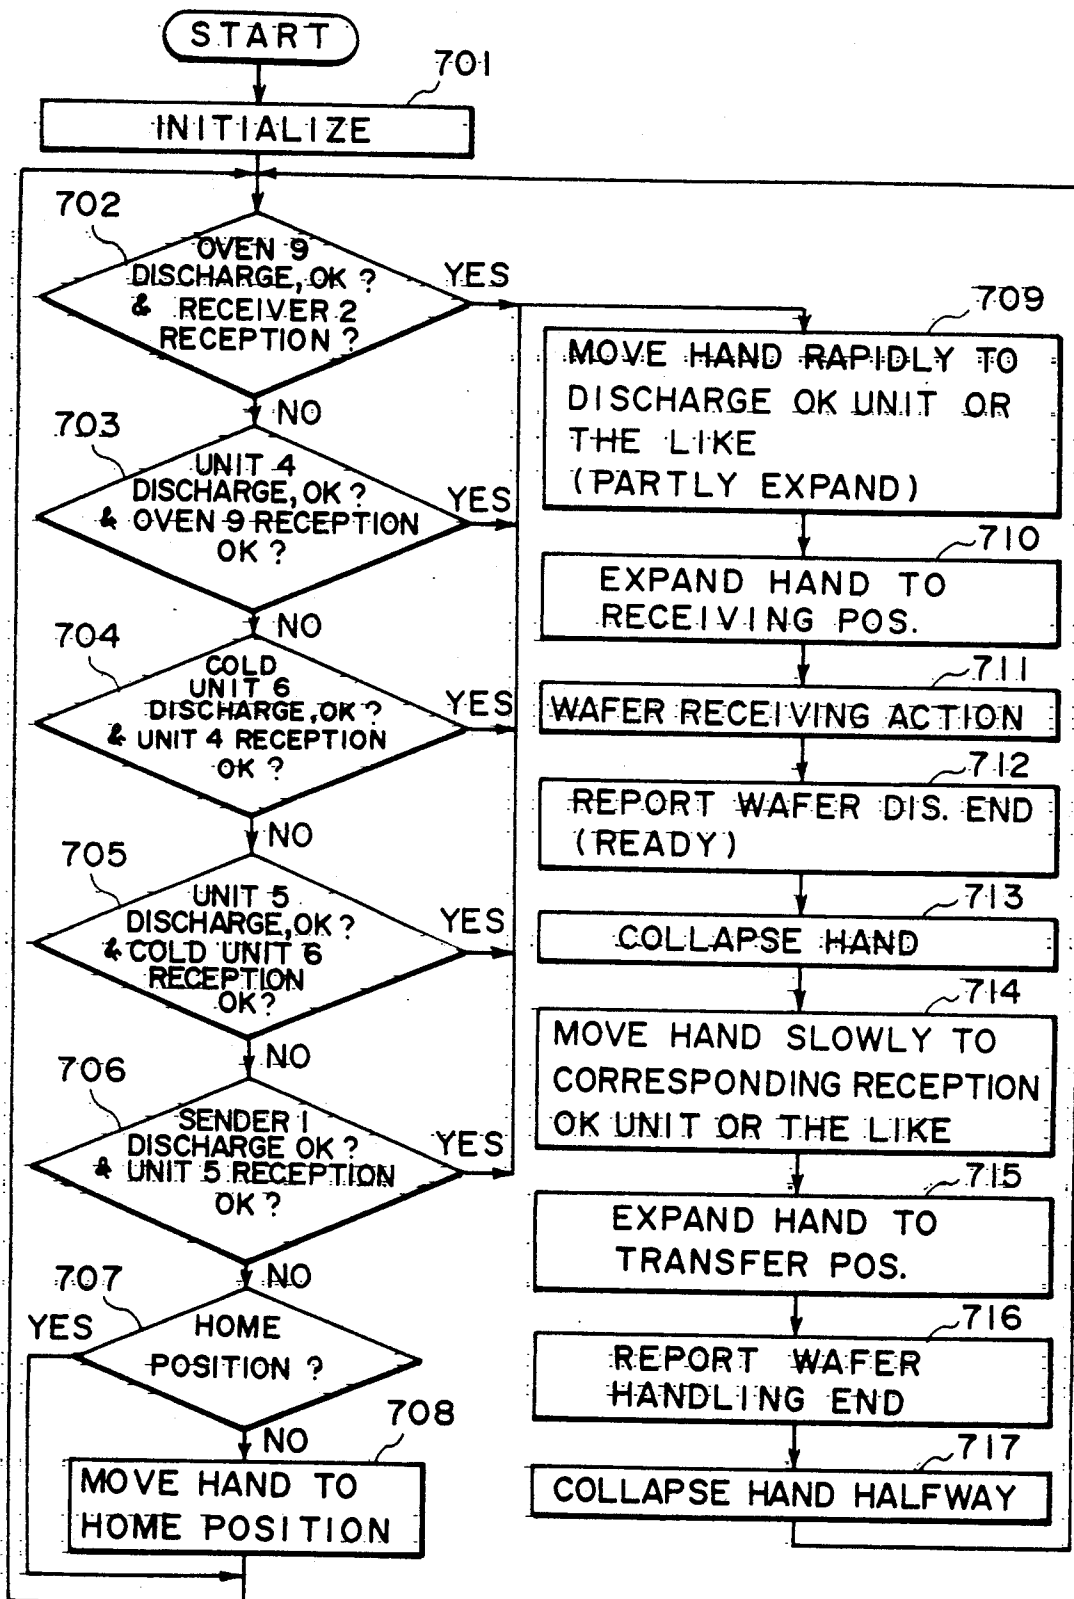 START
701
INITIALIZE
702
OVEN 9
DISCHARGE, OK ?
& RECEIVER 2
RECEPTION ?
YES
NO
703
UNIT 4
DISCHARGE, OK ?
& OVEN 9 RECEPTION
OK ?
YES
NO
704
COLD
UNIT 6
DISCHARGE, OK ?
& UNIT 4 RECEPTION
OK ?
YES
NO
705
UNIT 5
DISCHARGE, OK ?
& COLD UNIT 6
RECEPTION
OK ?
YES
NO
706
SENDER 1
DISCHARGE OK ?
& UNIT 5 RECEPTION
OK ?
YES
NO
707
YES
HOME
POSITION ?
NO
708
MOVE HAND TO
HOME POSITION
709
MOVE HAND RAPIDLY TO
DISCHARGE OK UNIT OR
THE LIKE
(PARTLY EXPAND)
710
EXPAND HAND TO
RECEIVING POS.
711
WAFER RECEIVING ACTION
712
REPORT WAFER DIS. END
(READY)
713
COLLAPSE HAND
714
MOVE HAND SLOWLY TO
CORRESPONDING RECEPTION
OK UNIT OR THE LIKE
715
EXPAND HAND TO
TRANSFER POS.
716
REPORT WAFER
HANDLING END
717
COLLAPSE HAND HALFWAY